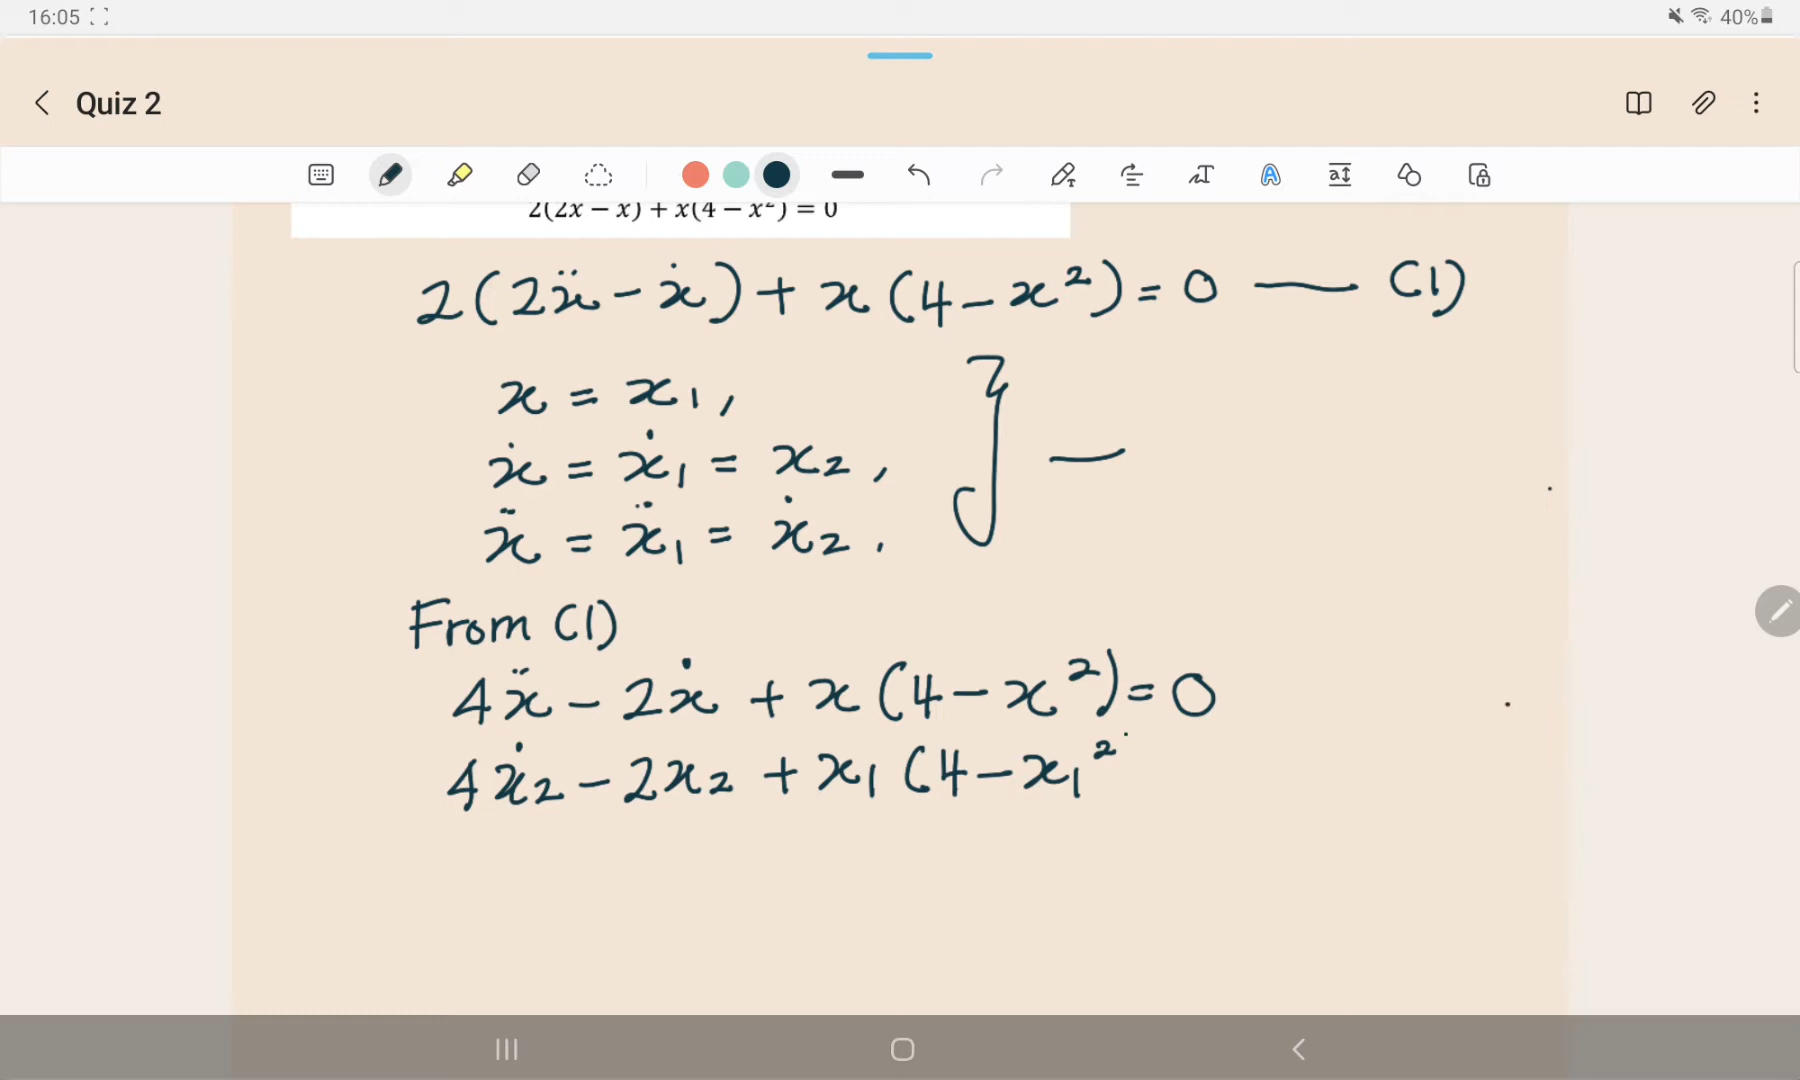 16:05
40%
Quiz 2
2(2ẍ − ẋ) + x(4 − x²) = 0
2(2ẍ − ẋ) + x(4 − x²) = 0 — (1)
x = x₁,
ẋ = ẋ₁ = x₂,
ẍ = ẍ₁ = ẋ₂.
} —
From (1)
4ẍ − 2ẋ + x(4 − x²) = 0
4ẋ₂ − 2x₂ + x₁(4 − x₁²